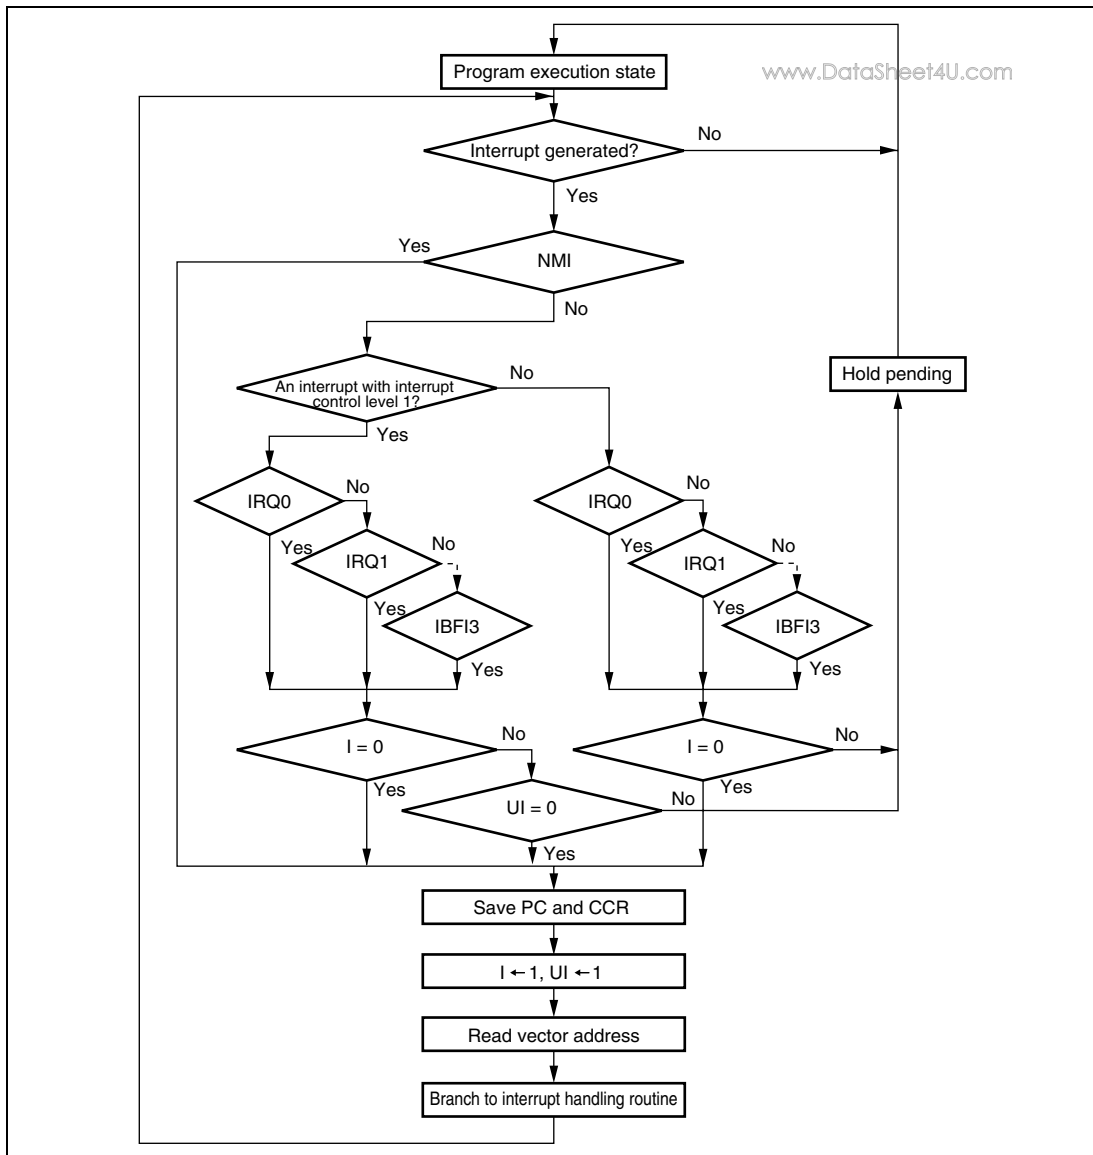 Program execution state
www.DataSheet4U.com
Interrupt generated?
No
Yes
Yes
NMI
No
An interrupt with interrupt
control level 1?
No
Hold pending
Yes
IRQ0
No
IRQ0
No
Yes
IRQ1
No
Yes
IRQ1
No
Yes
IBFI3
Yes
IBFI3
Yes
Yes
I = 0
No
I = 0
No
Yes
UI = 0
No
Yes
Yes
Save PC and CCR
I ← 1, UI ← 1
Read vector address
Branch to interrupt handling routine